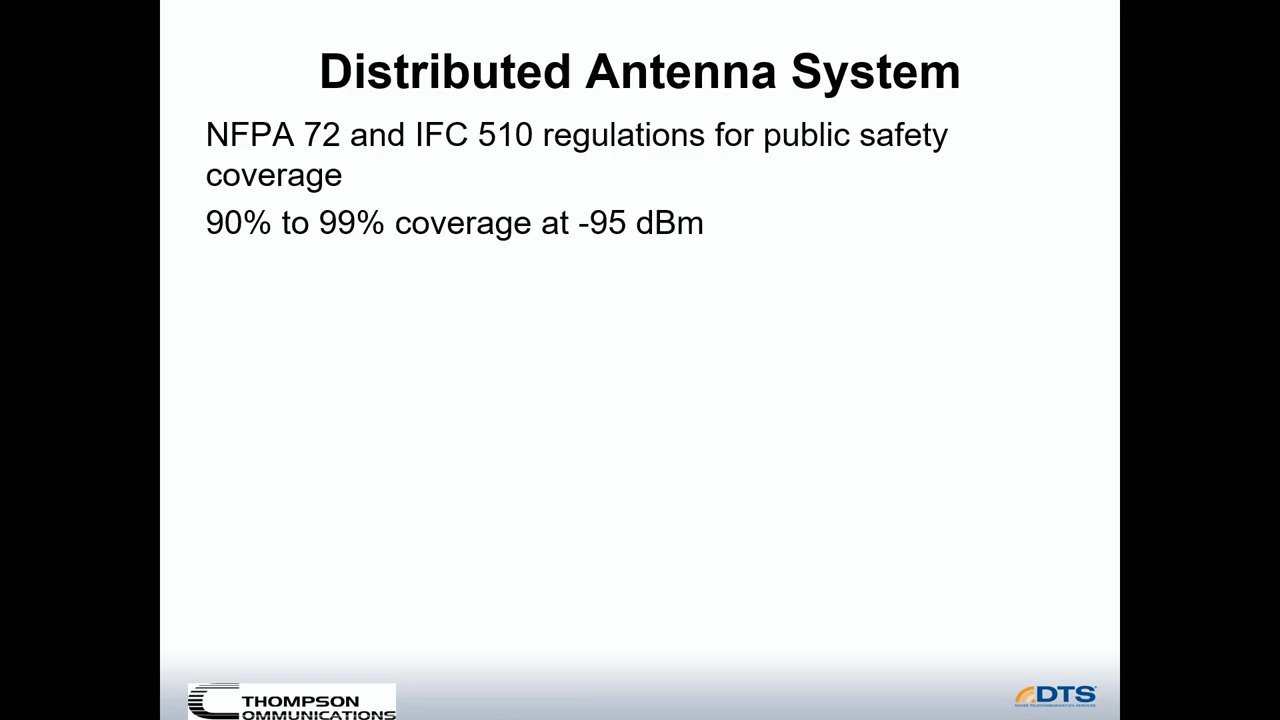 Distributed Antenna System
NFPA 72 and IFC 510 regulations for public safety
coverage
90% to 99% coverage at -95 dBm
THOMPSON
COMMUNICATIONS
DTS